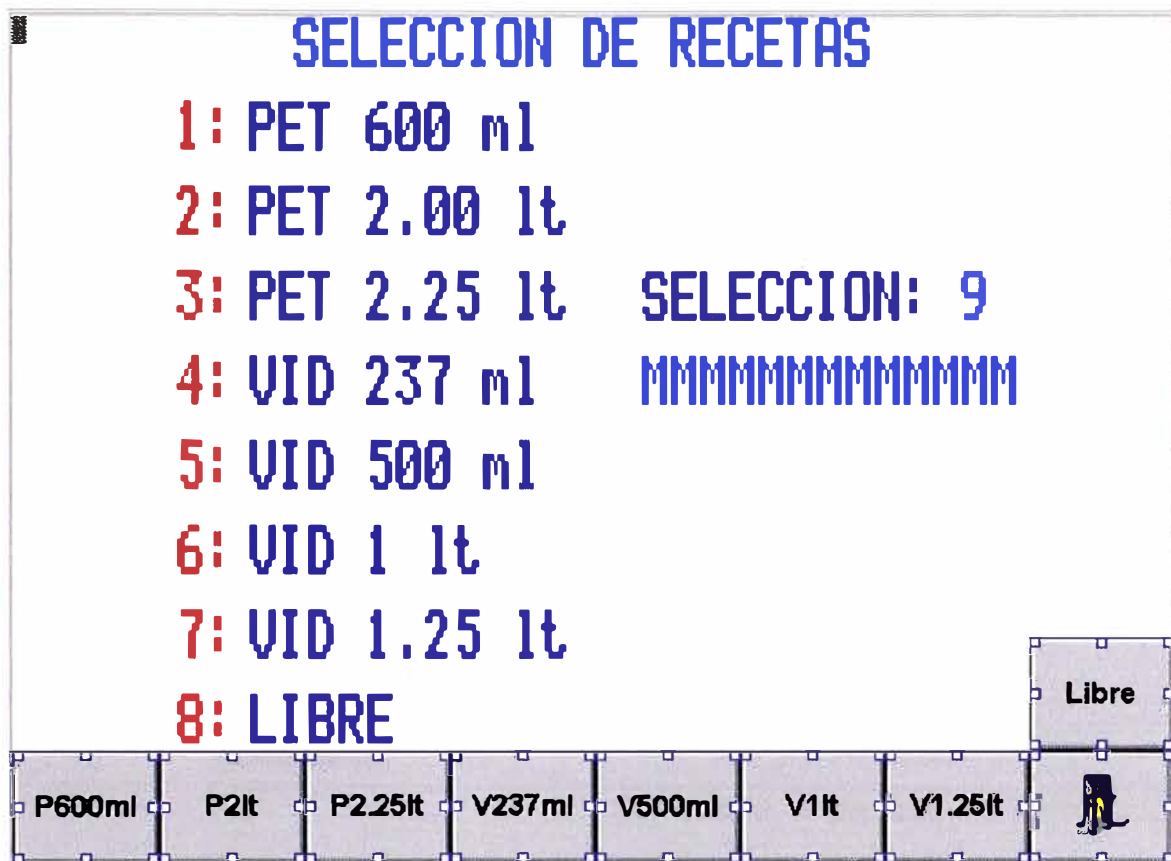 SELECCION DE RECETAS
1: PET 600 ml
2: PET 2.00 lt
3: PET 2.25 lt
SELECCION: 9
4: VID 237 ml
MMMMMMMMMMMMM
5: VID 500 ml
6: VID 1 lt
7: VID 1.25 lt
8: LIBRE
Libre
P600ml P2lt P2.25lt V237ml V500ml V1lt V1.25lt